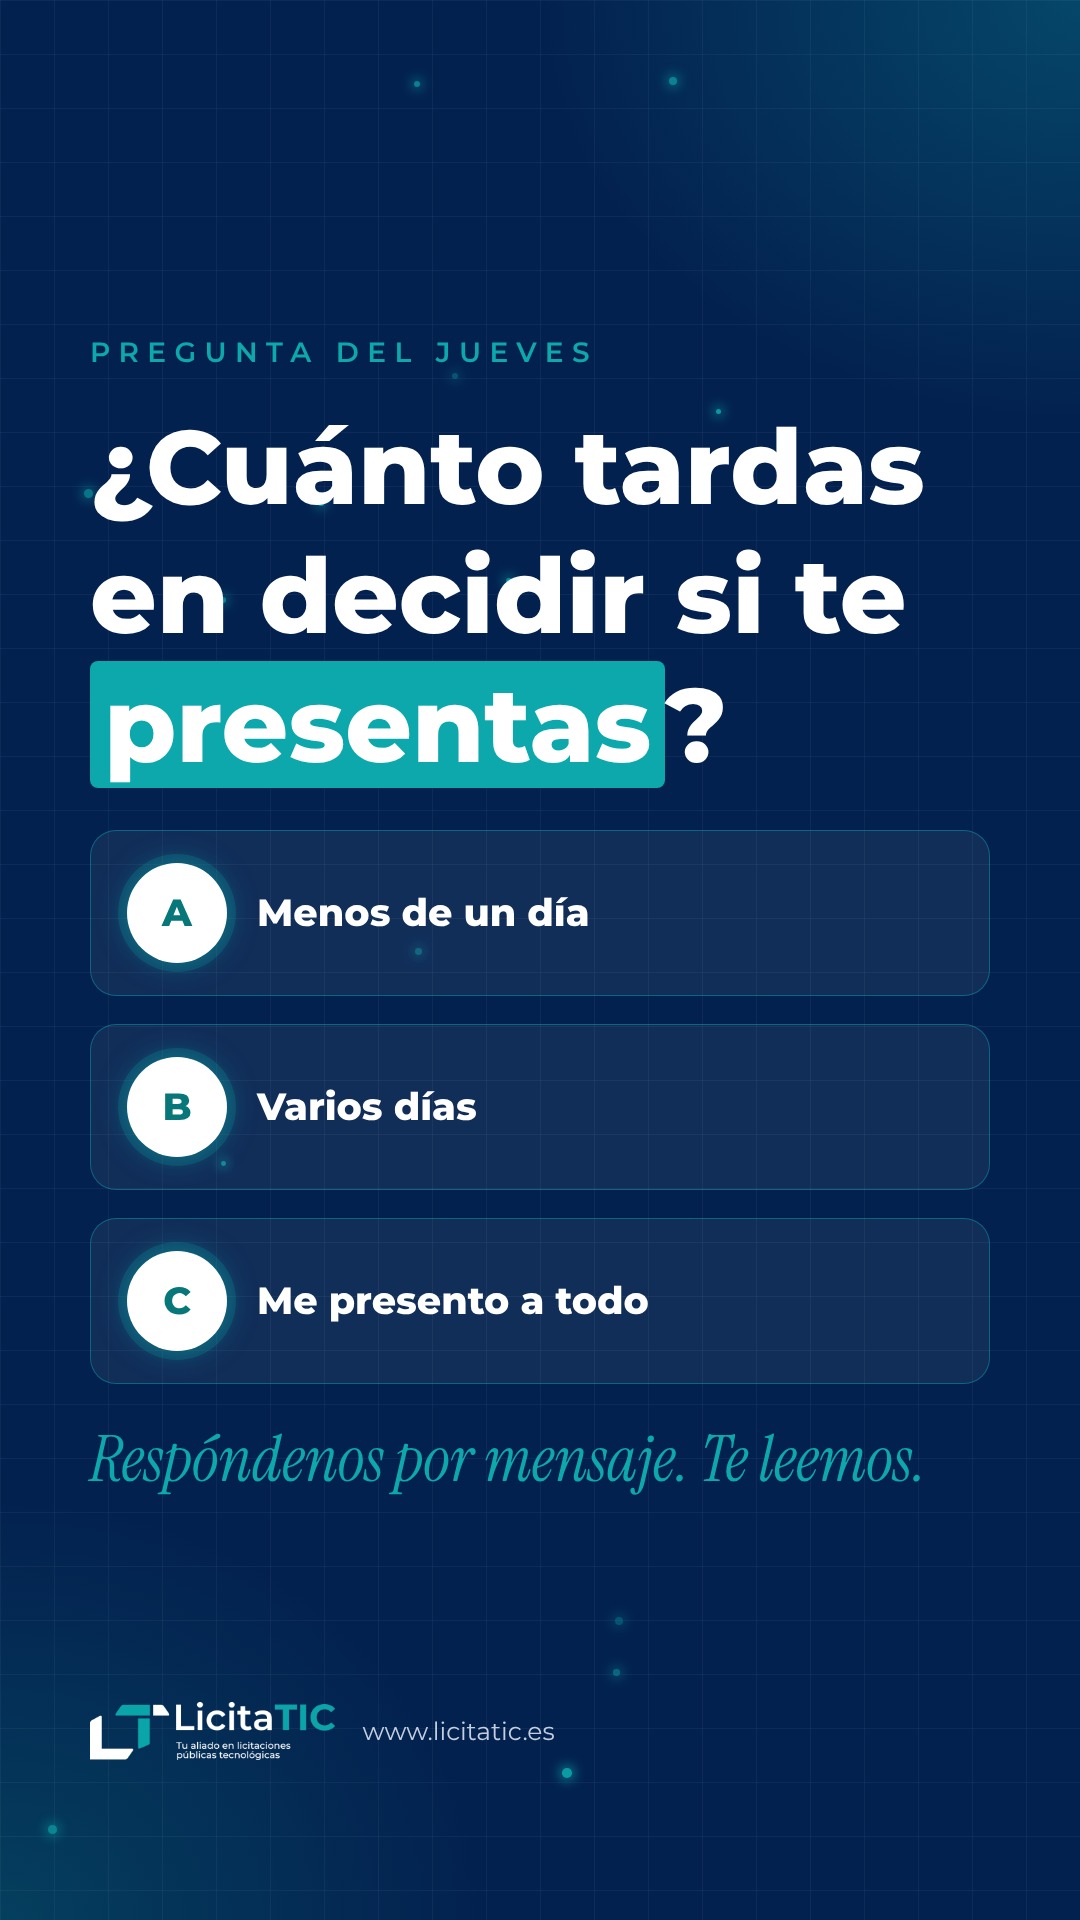 PREGUNTA DEL JUEVES
¿Cuánto tardas
en decidir si te
presentas?
A Menos de un día
B Varios días
C Me presento a todo
Respóndenos por mensaje. Te leemos.
LicitaTIC
Tu aliado en licitaciones
públicas tecnológicas
www.licitatic.es